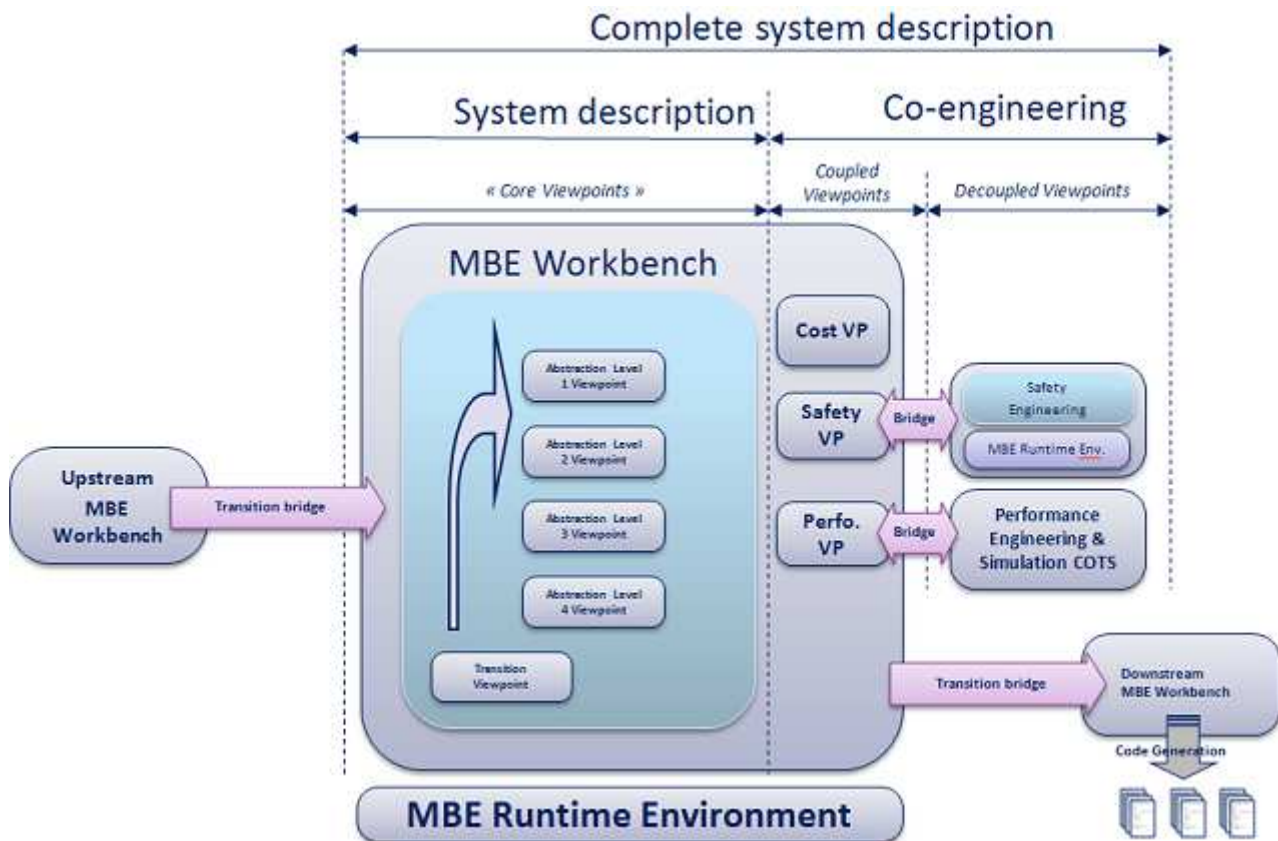 Complete system description
System description
Co-engineering
« Core Viewpoints »
Coupled
Viewpoints
Decoupled Viewpoints
MBE Workbench
Cost VP
Abstraction Level
1 Viewpoint
Safety
VP
Bridge
Safety
Engineering
MBE Runtime Env.
Abstraction Level
2 Viewpoint
Upstream
MBE
Workbench
Transition bridge
Abstraction Level
3 Viewpoint
Perfo.
VP
Bridge
Performance
Engineering &
Simulation COTS
Abstraction Level
4 Viewpoint
Transition
Viewpoint
Transition bridge
Downstream
MBE Workbench
Code Generation
MBE Runtime Environment